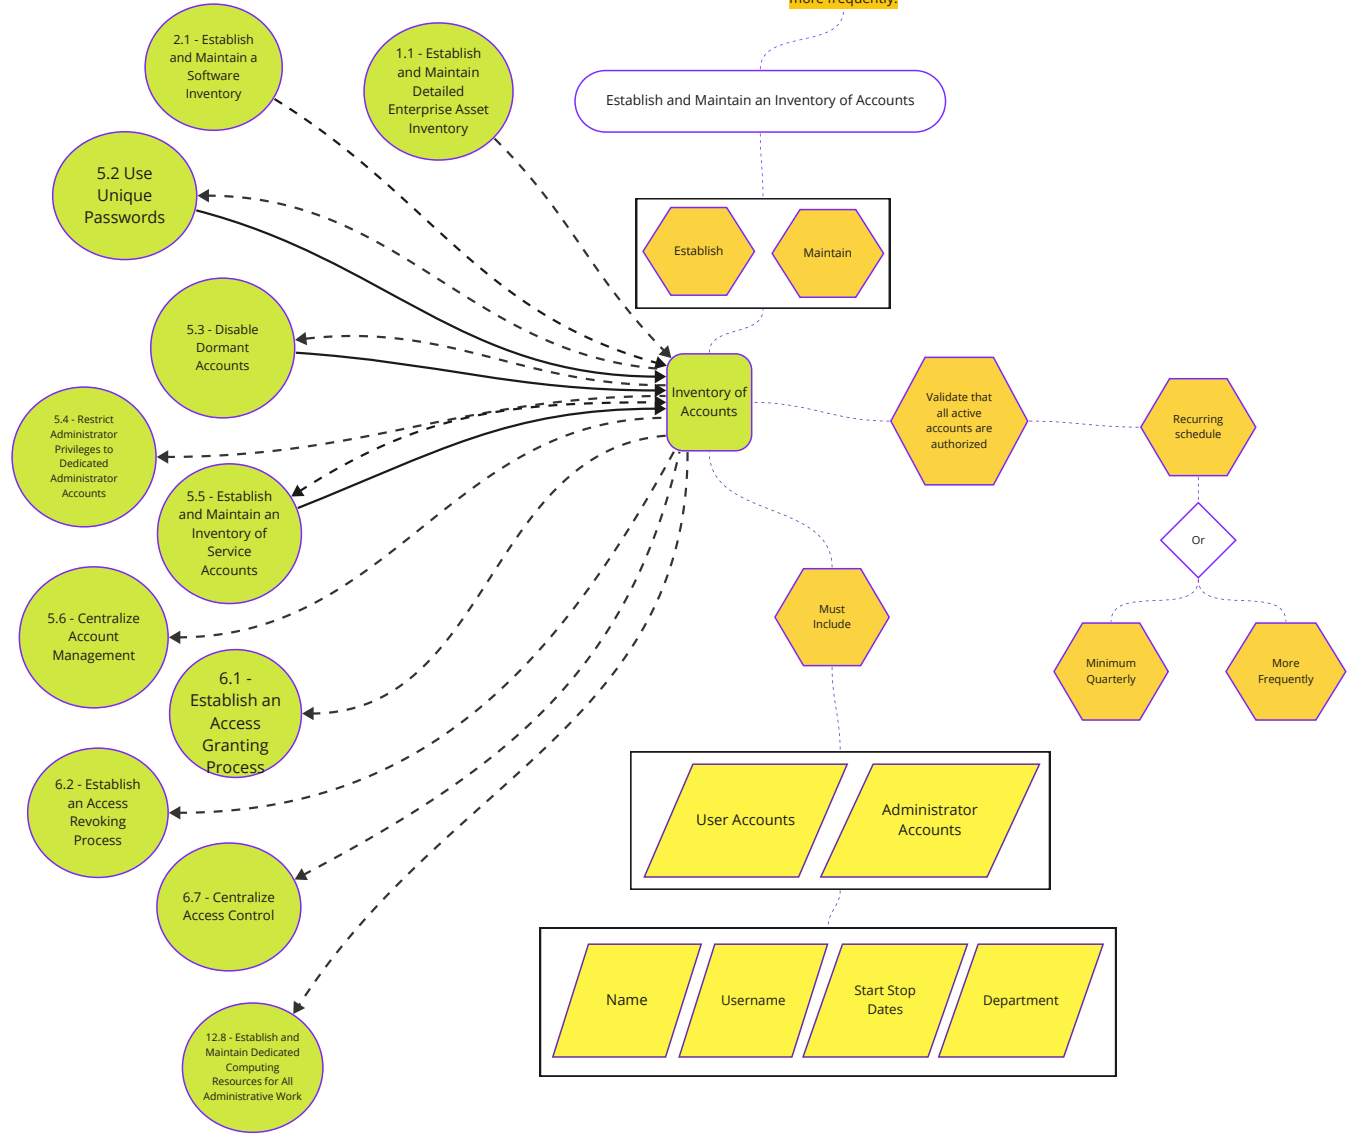 more frequently.
2.1 - Establish
and Maintain a
Software
Inventory
1.1 - Establish
and Maintain
Detailed
Enterprise Asset
Inventory
Establish and Maintain an Inventory of Accounts
5.2 Use
Unique
Passwords
Establish
Maintain
5.3 - Disable
Dormant
Accounts
Inventory of
Accounts
Validate that
all active
accounts are
authorized
Recurring
schedule
5.4 - Restrict
Administrator
Privileges to
Dedicated
Administrator
Accounts
5.5 - Establish
and Maintain an
Inventory of
Service
Accounts
Or
5.6 - Centralize
Account
Management
Must
Include
Minimum
Quarterly
More
Frequently
6.1 -
Establish an
Access
Granting
Process
6.2 - Establish
an Access
Revoking
Process
User Accounts
Administrator
Accounts
6.7 - Centralize
Access Control
Name
Username
Start Stop
Dates
Department
12.8 - Establish and
Maintain Dedicated
Computing
Resources for All
Administrative Work